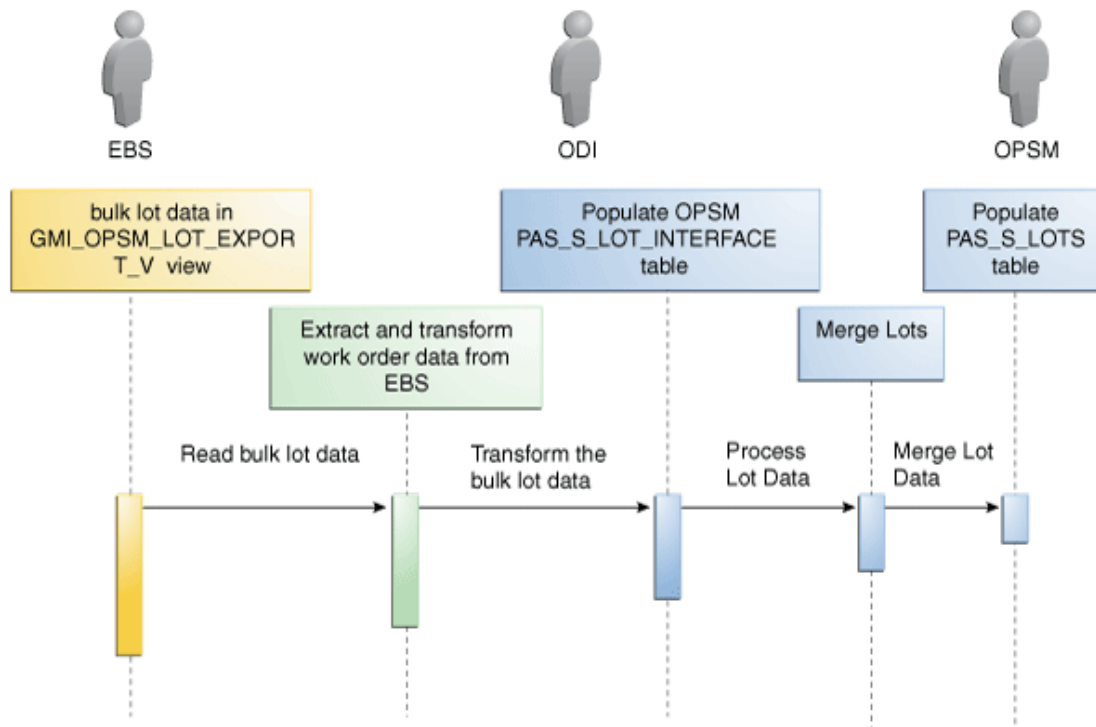 EBS
ODI
OPSM
bulk lot data in
GMI_OPSM_LOT_EXPOR
T_V view
Populate OPSM
PAS_S_LOT_INTERFACE
table
Populate
PAS_S_LOTS
table
Extract and transform
work order data from
EBS
Merge Lots
Read bulk lot data
Transform the
bulk lot data
Process
Lot Data
Merge Lot
Data